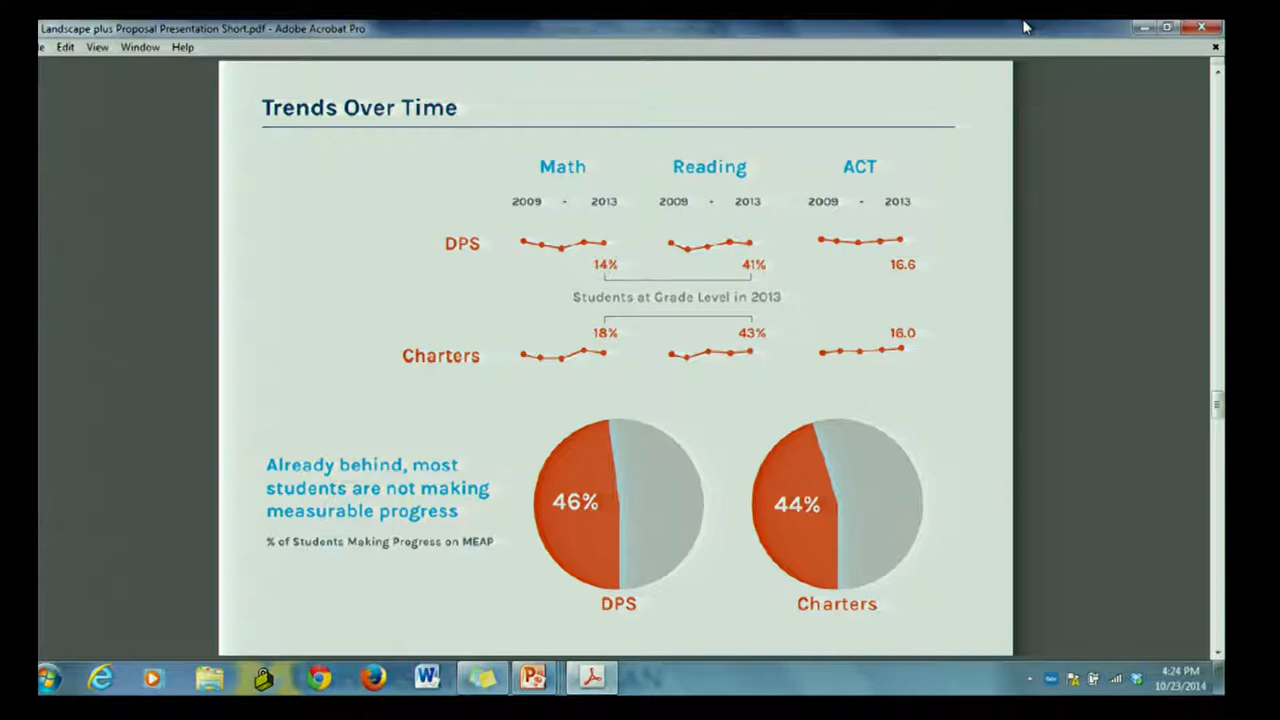 Landscape plus Proposal Presentation Short.pdf - Adobe Acrobat Pro
Edit View Window Help
Trends Over Time
Math Reading ACT
2009 - 2013 2009 - 2013 2009 - 2013
DPS
14% 41% 16.6
Students at Grade Level in 2013
18% 43% 16.0
Charters
Already behind, most
students are not making
measurable progress
% of Students Making Progress on MEAP
46% 44%
DPS Charters
4:24 PM
10/23/2014